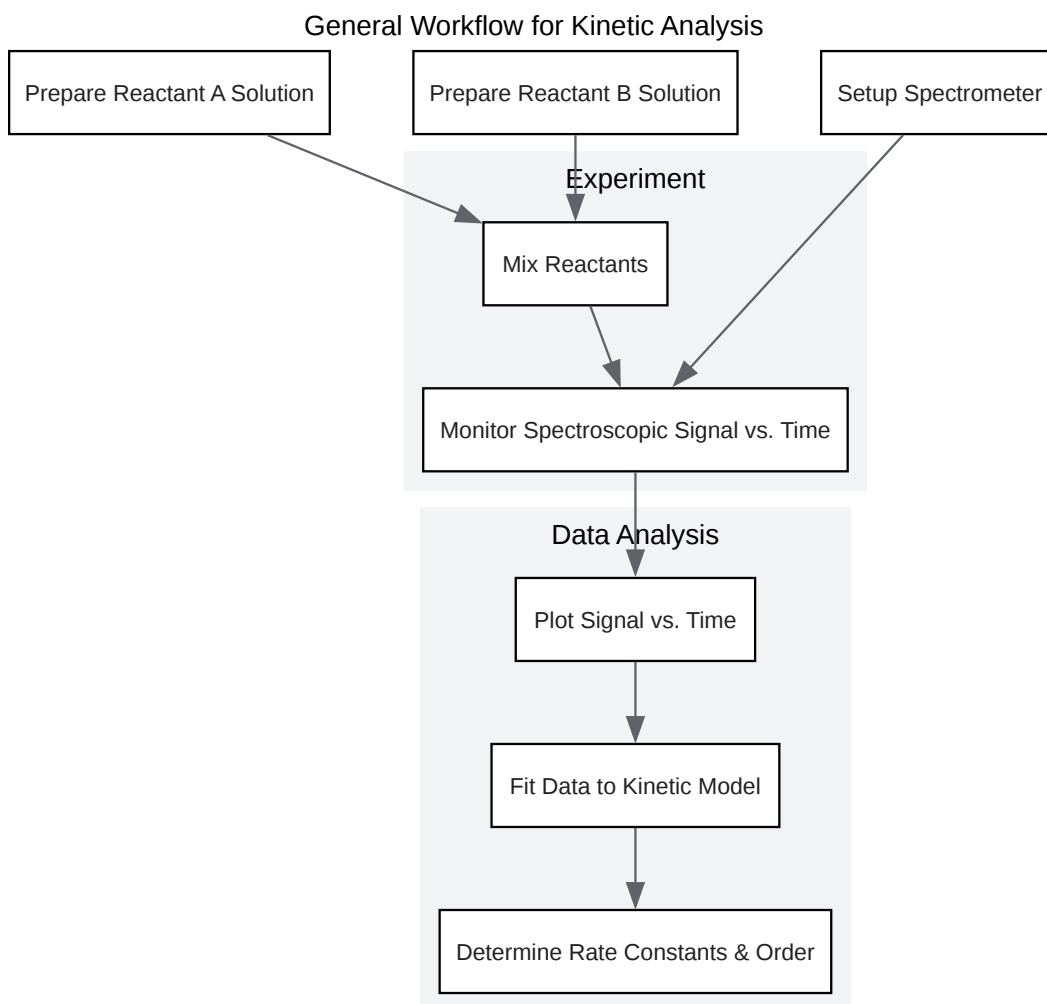 General Workflow for Kinetic Analysis
Prepare Reactant A Solution
Prepare Reactant B Solution
Setup Spectrometer
Experiment
Mix Reactants
Monitor Spectroscopic Signal vs. Time
Data Analysis
Plot Signal vs. Time
Fit Data to Kinetic Model
Determine Rate Constants & Order